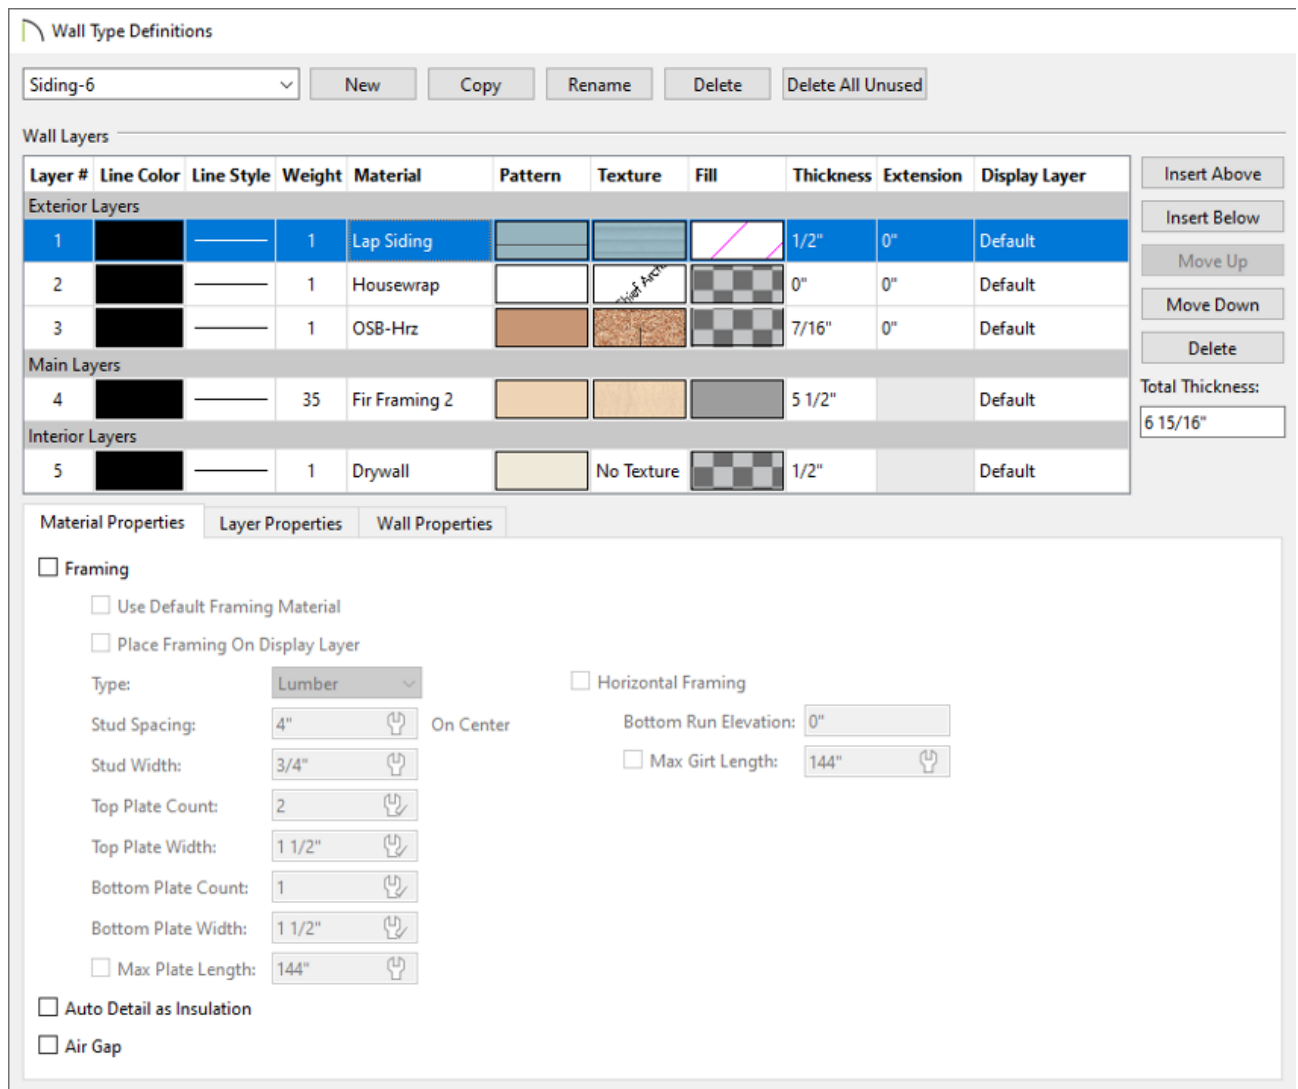 Wall Type Definitions
Siding-6 New Copy Rename Delete Delete All Unused
Wall Layers
Layer # Line Color Line Style Weight Material Pattern Texture Fill Thickness Extension Display Layer
Insert Above
Exterior Layers
Insert Below
1 1 Lap Siding 1/2" 0" Default
Move Up
2 1 Housewrap Chief Arch 0" 0" Default
Move Down
3 1 OSB-Hrz 7/16" 0" Default
Delete
Main Layers
Total Thickness:
4 35 Fir Framing 2 5 1/2" Default
6 15/16"
Interior Layers
5 1 Drywall No Texture 1/2" Default
Material Properties Layer Properties Wall Properties
Framing
Use Default Framing Material
Place Framing On Display Layer
Type: Lumber Horizontal Framing
Stud Spacing: 4" On Center Bottom Run Elevation: 0"
Stud Width: 3/4" Max Girt Length: 144"
Top Plate Count: 2
Top Plate Width: 1 1/2"
Bottom Plate Count: 1
Bottom Plate Width: 1 1/2"
Max Plate Length: 144"
Auto Detail as Insulation
Air Gap